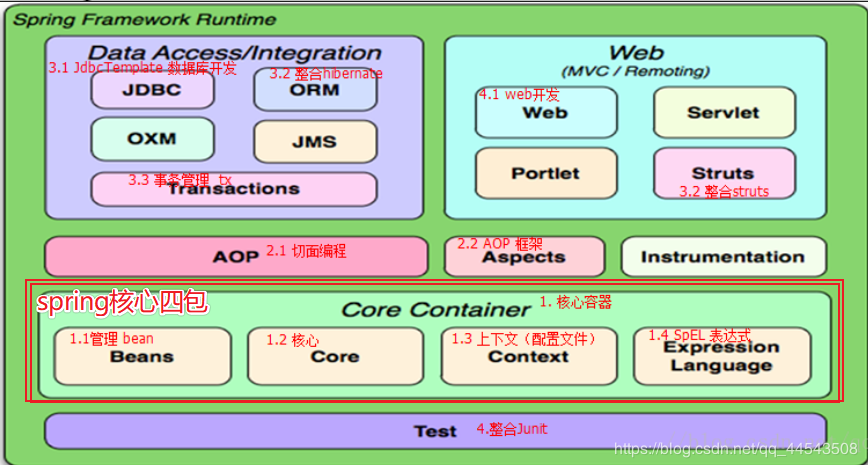 Spring Framework Runtime
Data Access/Integration
3.1 JdbcTemplate 数据库开发
JDBC
3.2 整合hibernate
ORM
OXM
JMS
3.3 事务管理 tx
Transactions
Web
(MVC / Remoting)
4.1 web开发
Web
Servlet
Portlet
Struts
3.2 整合struts
AOP 2.1 切面编程
2.2 AOP 框架
Aspects
Instrumentation
spring核心四包
Core Container 1. 核心容器
1.1管理 bean
Beans
1.2 核心
Core
1.3 上下文（配置文件）
Context
1.4 SpEL 表达式
Expression
Language
Test 4.整合Junit
https://blog.csdn.net/qq_44543508